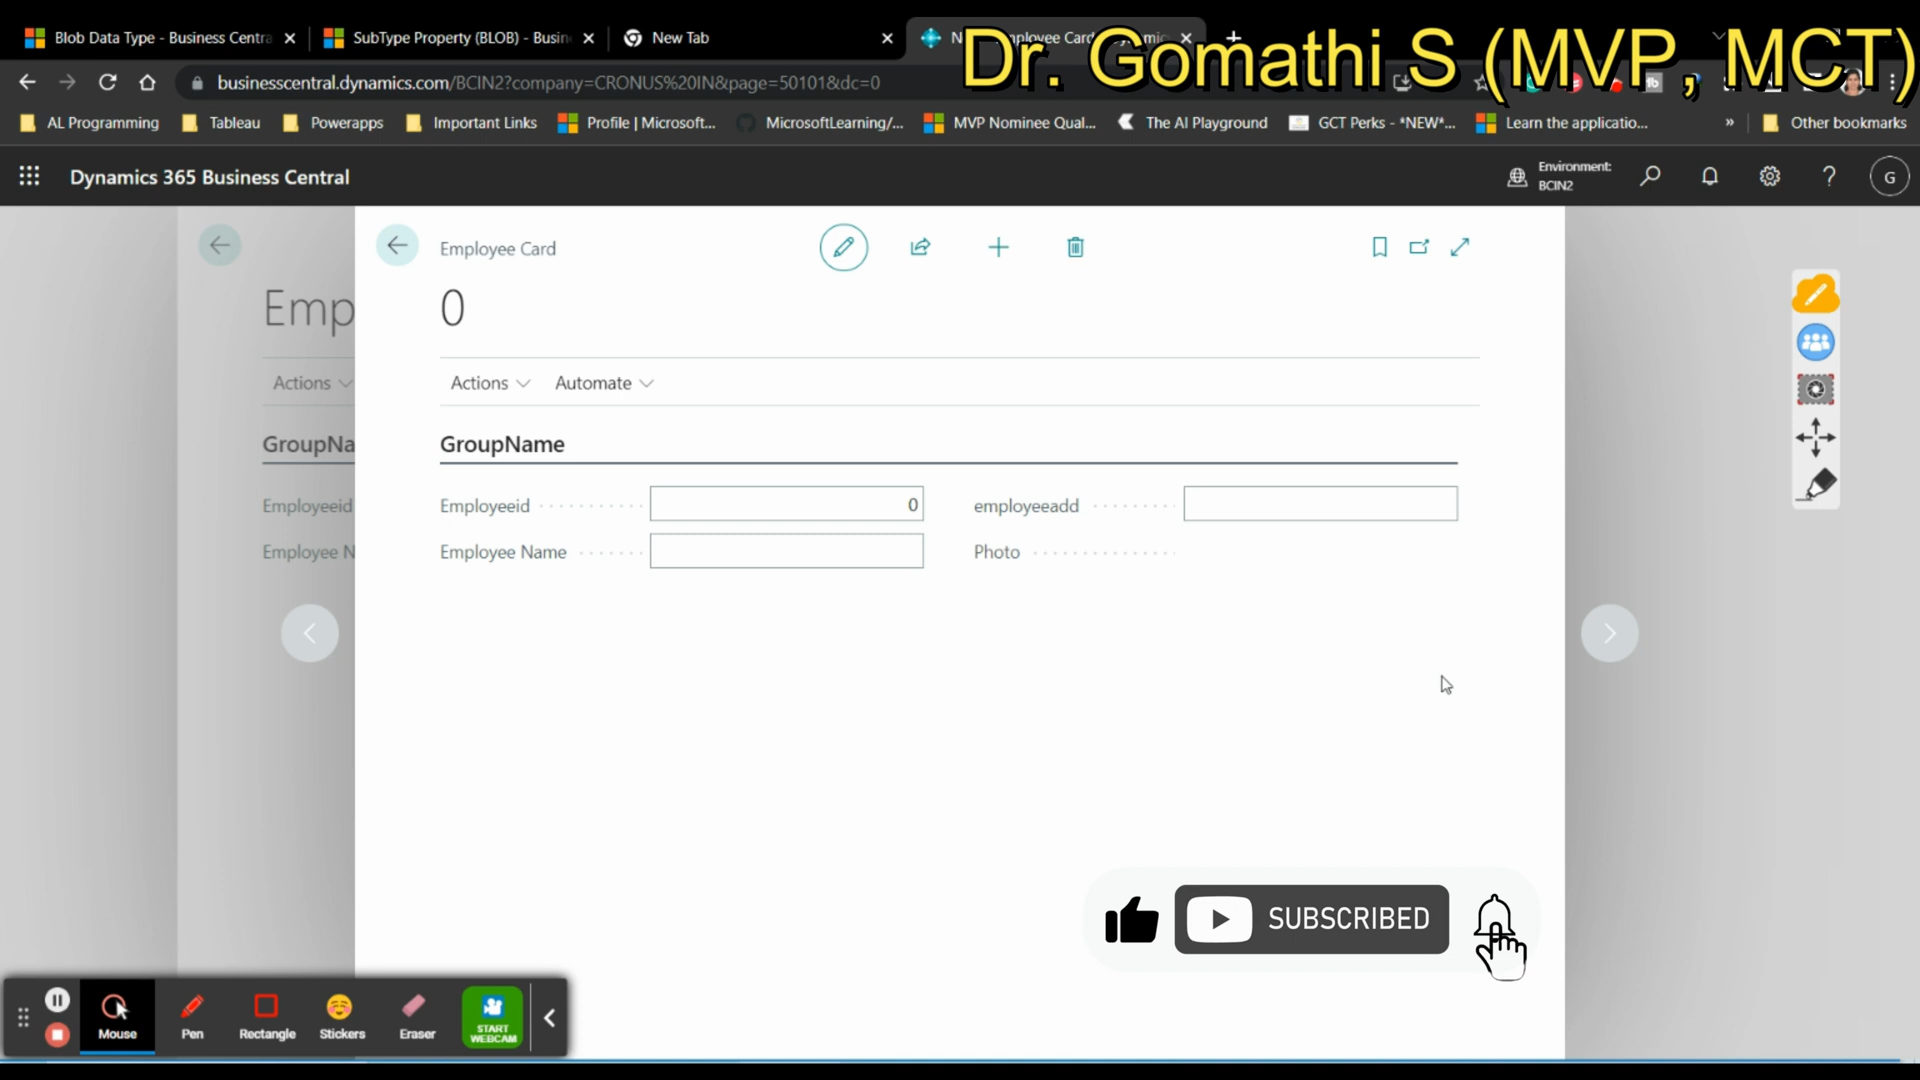 Blob Data Type - Business Centra
SubType Property (BLOB) - Busin
New Tab
Employee Card
Dr. Gomathi S (MVP, MCT)
businesscentral.dynamics.com/BCIN2?company=CRONUS%20IN&page=50101&dc=0
AL Programming
Tableau
Powerapps
Important Links
Profile | Microsoft...
MicrosoftLearning/...
MVP Nominee Qual...
The AI Playground
GCT Perks - *NEW*...
Learn the applicatio...
»
Other bookmarks
Dynamics 365 Business Central
Environment:
BCIN2
?
G
Emp
Actions
GroupNa
Employeeid
Employee N
Employee Card
0
Actions
Automate
GroupName
Employeeid
0
employeeadd
Employee Name
Photo
SUBSCRIBED
Mouse
Pen
Rectangle
Stickers
Eraser
START
WEBCAM